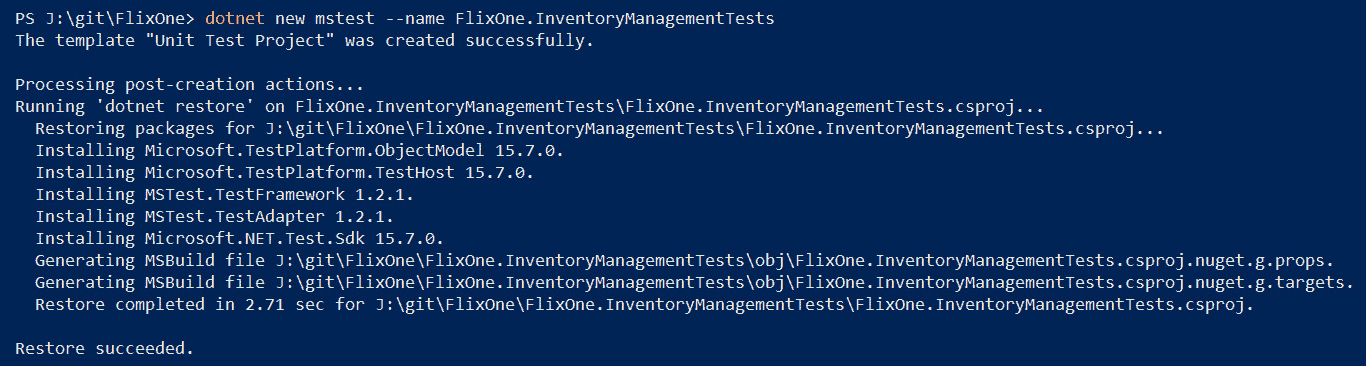 PS J:\git\FlixOne> dotnet new mstest --name FlixOne.InventoryManagementTests
The template "Unit Test Project" was created successfully.
Processing post-creation actions...
Running 'dotnet restore' on FlixOne.InventoryManagementTests\FlixOne.InventoryManagementTests.csproj...
Restoring packages for J:\git\FlixOne\FlixOne.InventoryManagementTests\FlixOne.InventoryManagementTests.csproj...
Installing Microsoft.TestPlatform.ObjectModel 15.7.0.
Installing Microsoft.TestPlatform.TestHost 15.7.0.
Installing MSTest.TestFramework 1.2.1.
Installing MSTest.TestAdapter 1.2.1.
Installing Microsoft.NET.Test.Sdk 15.7.0.
Generating MSBuild file J:\git\FlixOne\FlixOne.InventoryManagementTests\obj\FlixOne.InventoryManagementTests.csproj.nuget.g.props.
Generating MSBuild file J:\git\FlixOne\FlixOne.InventoryManagementTests\obj\FlixOne.InventoryManagementTests.csproj.nuget.g.targets.
Restore completed in 2.71 sec for J:\git\FlixOne\FlixOne.InventoryManagementTests\FlixOne.InventoryManagementTests.csproj.
Restore succeeded.